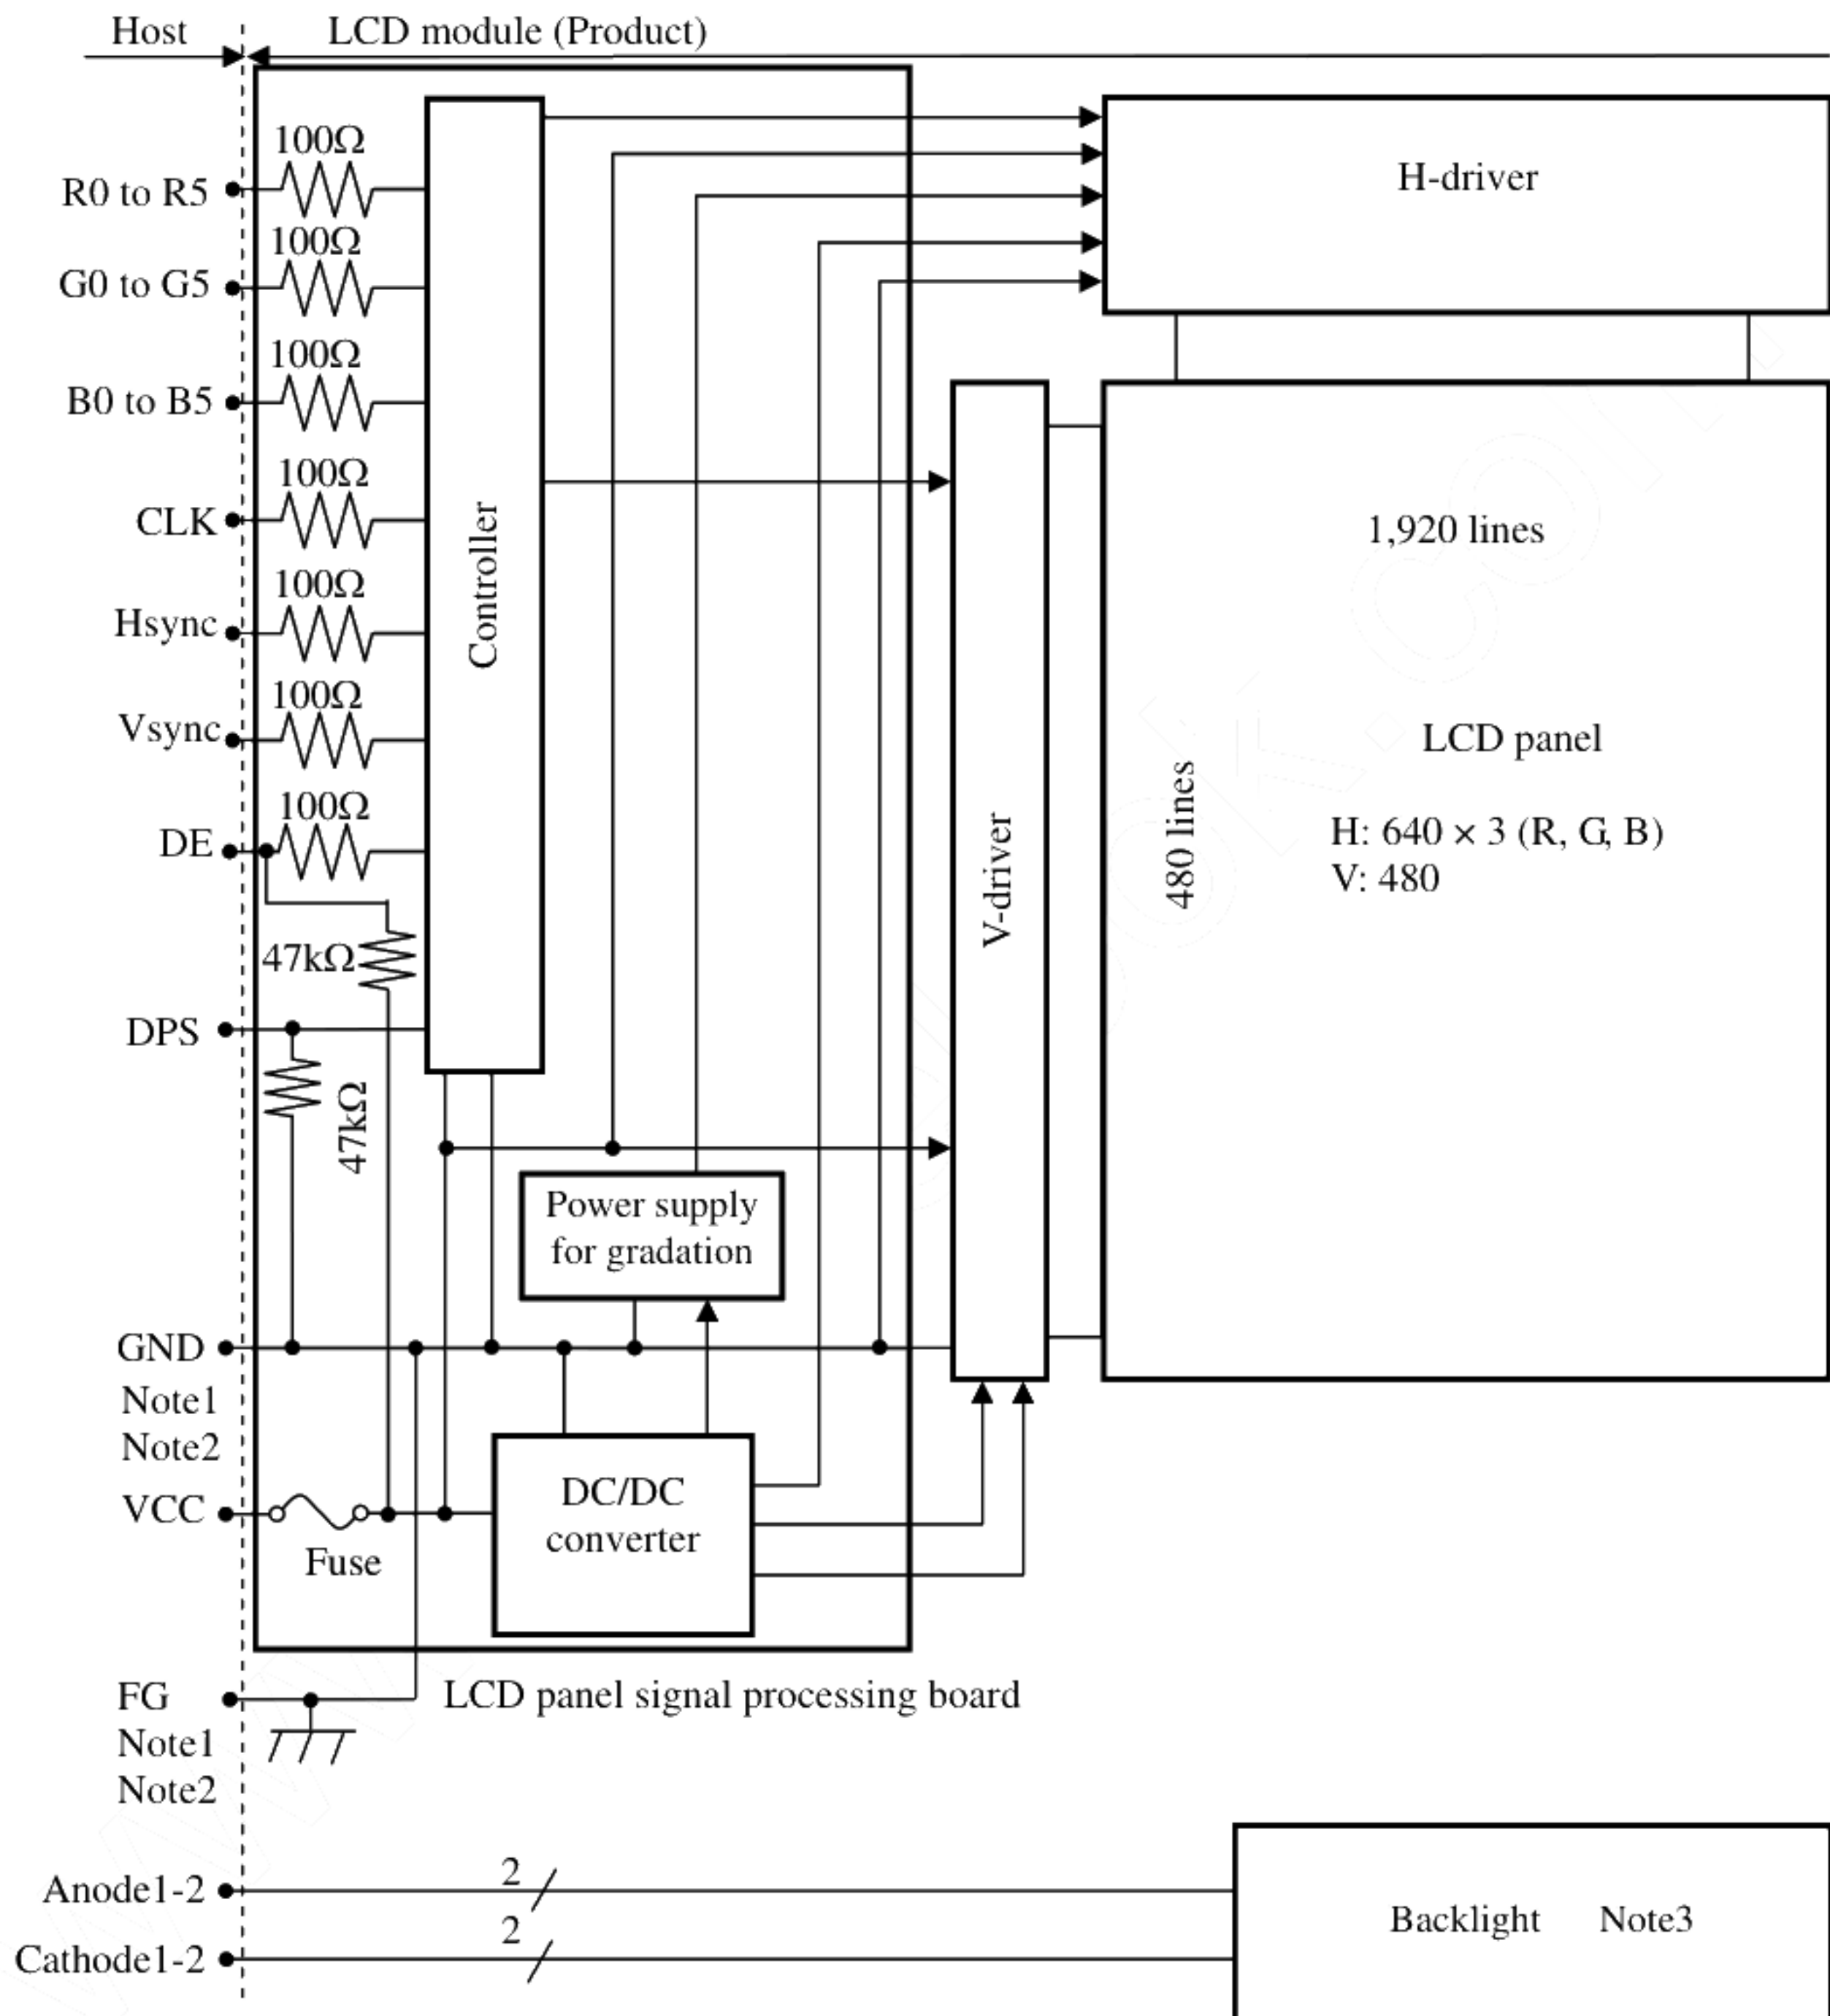 Host
LCD module (Product)
100Ω
R0 to R5
H-driver
100Ω
G0 to G5
100Ω
B0 to B5
100Ω
CLK
1,920 lines
100Ω
Hsync
Controller
100Ω
Vsync
LCD panel
100Ω
DE
480 lines
H: 640 × 3 (R, G, B)
V: 480
V-driver
47kΩ
DPS
47kΩ
Power supply
for gradation
GND
Note1
Note2
VCC
DC/DC
converter
Fuse
FG
LCD panel signal processing board
Note1
Note2
2
Anode1-2
Backlight Note3
2
Cathode1-2